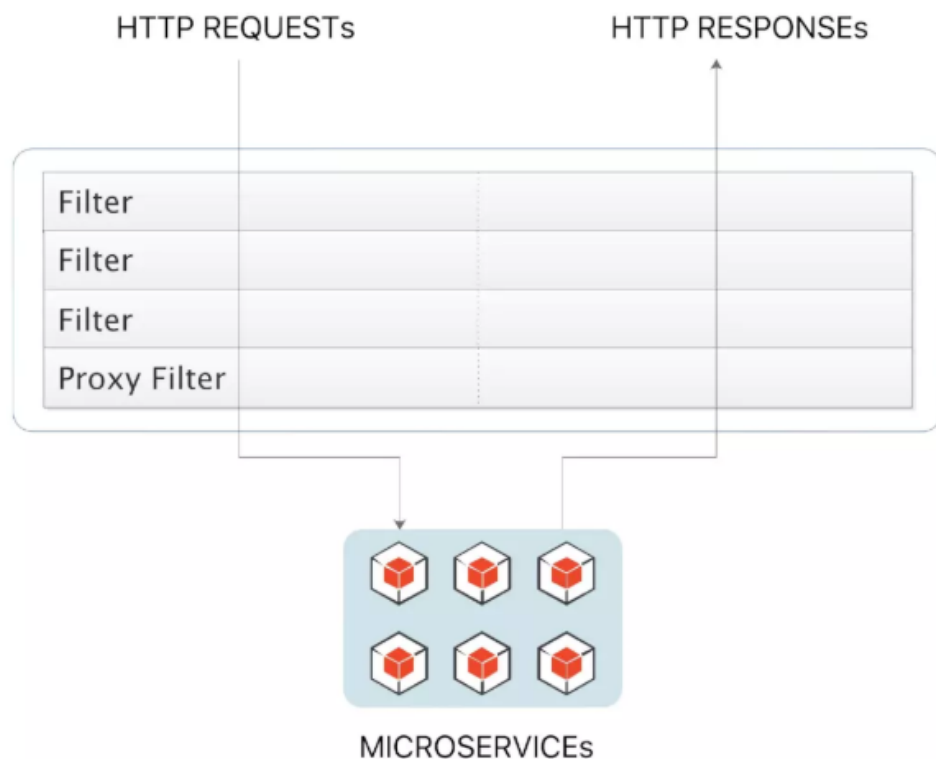 HTTP REQUESTs
HTTP RESPONSEs
Filter
Filter
Filter
Proxy Filter
MICROSERVICEs